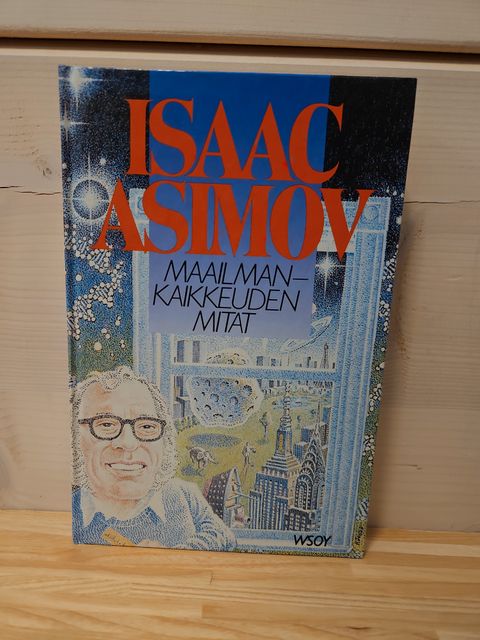 ISAAC
ASIMOV
MAAILMAN–
KAIKKEUDEN
MITAT
WSOY